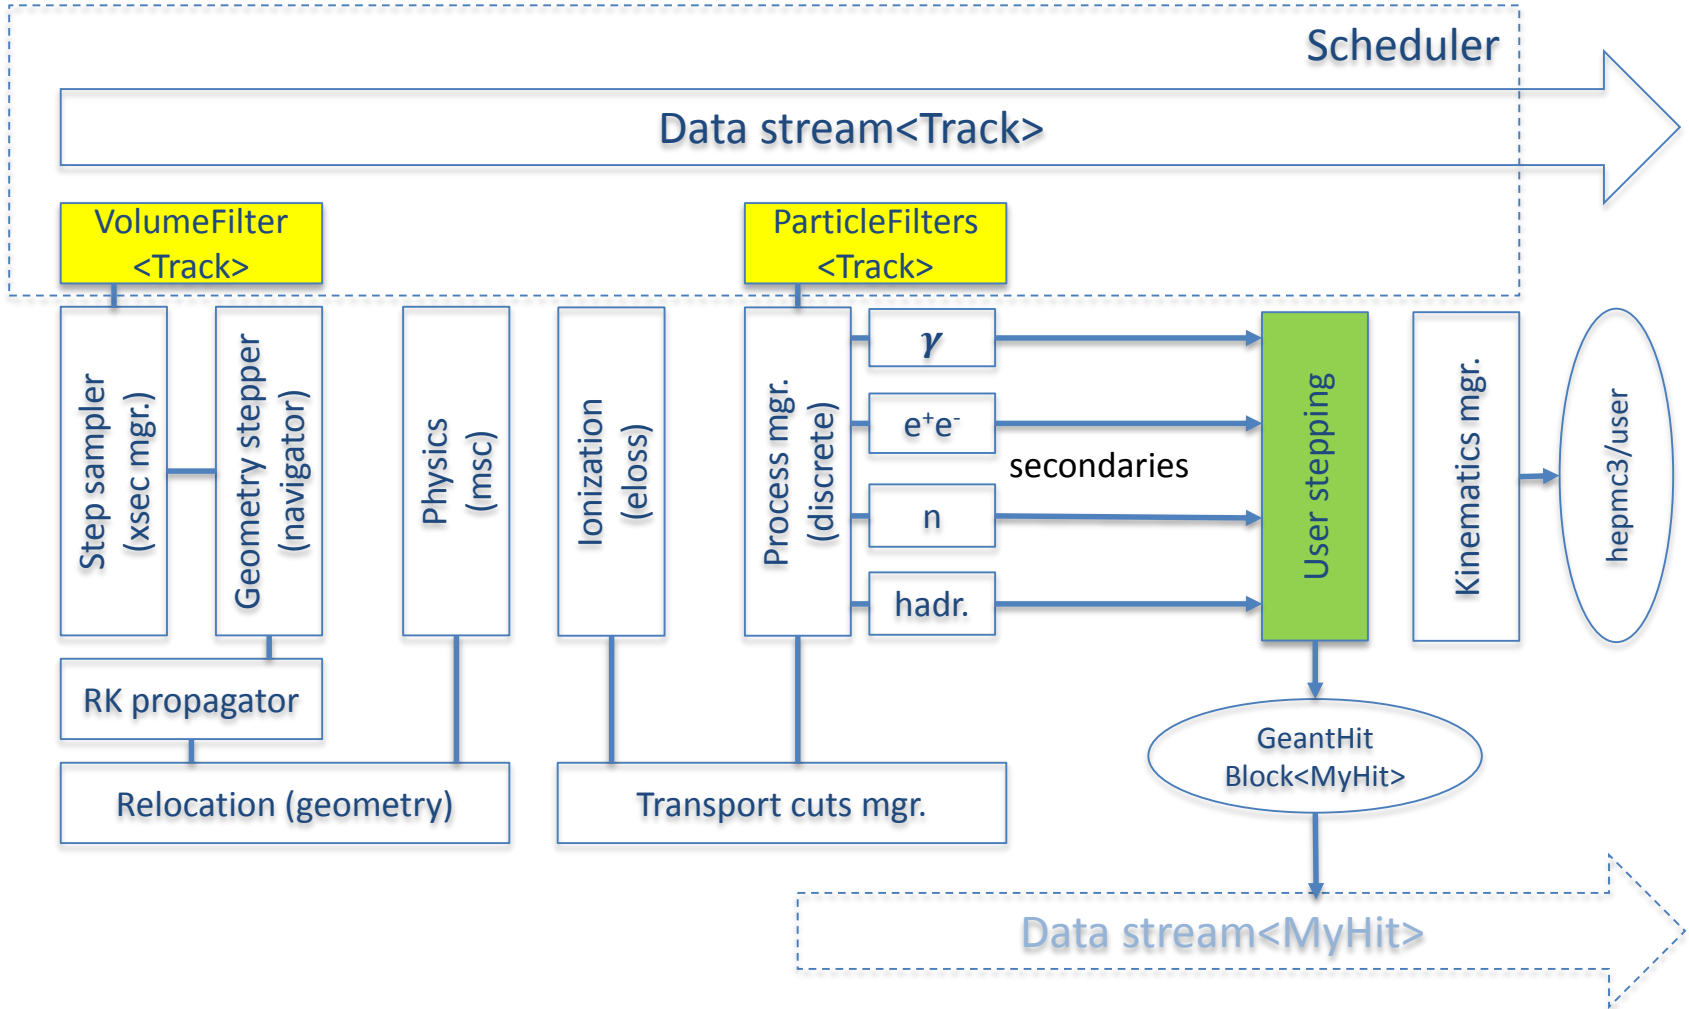 Scheduler
Data stream<Track>
VolumeFilter
<Track>
ParticleFilters
<Track>
Step sampler
(xsec mgr.)
Geometry stepper
(navigator)
Physics
(msc)
Ionization
(eloss)
Process mgr.
(discrete)
γ
e⁺e⁻
secondaries
n
hadr.
User stepping
Kinematics mgr.
hepmc3/user
RK propagator
Relocation (geometry)
Transport cuts mgr.
GeantHit
Block<MyHit>
Data stream<MyHit>